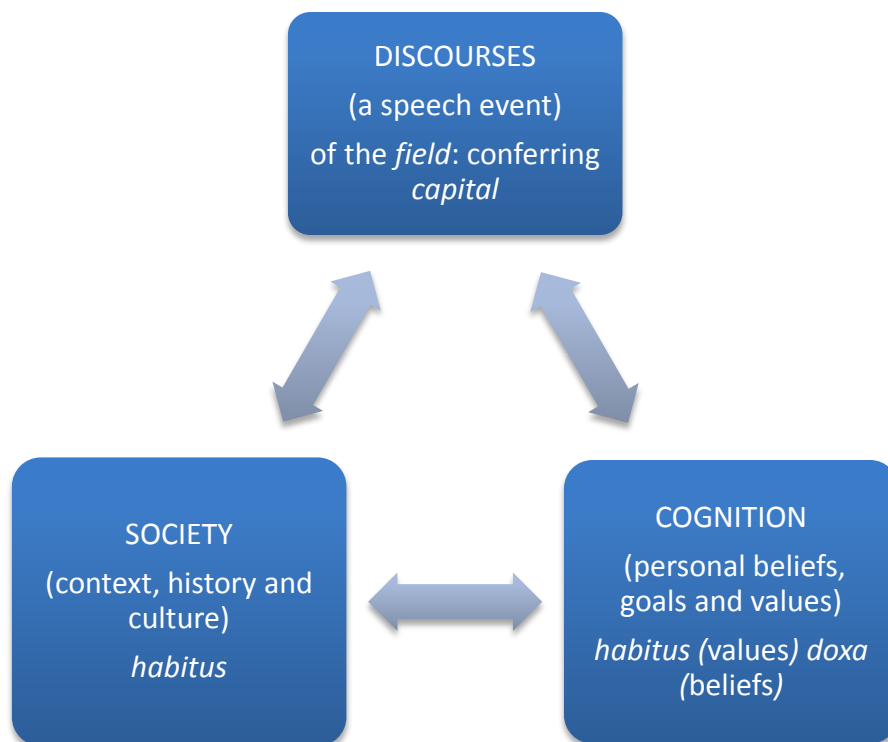 DISCOURSES
(a speech event)
of the field: conferring
capital
SOCIETY
(context, history and
culture)
habitus
COGNITION
(personal beliefs,
goals and values)
habitus (values) doxa
(beliefs)